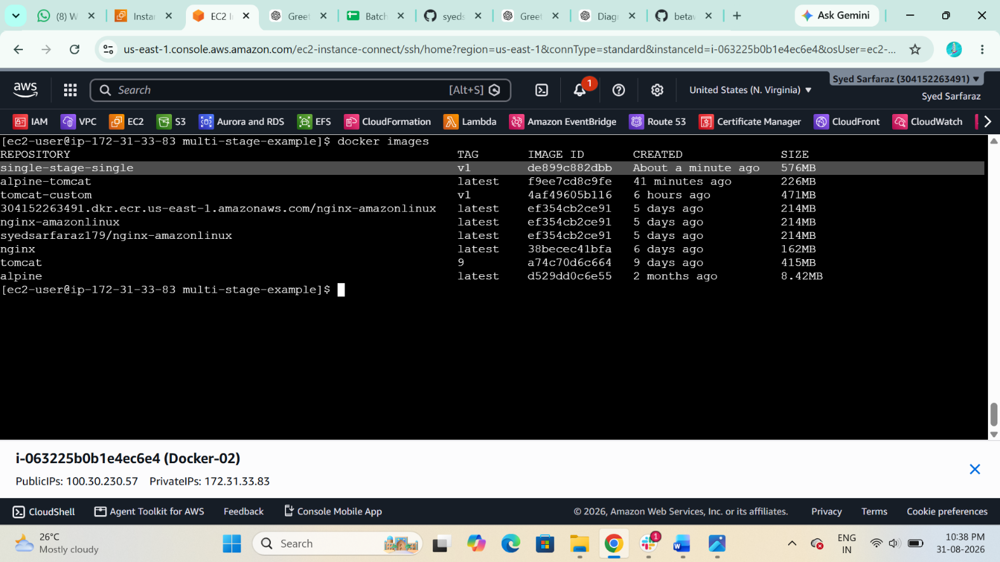 (8) W
Instan
EC2 I
Greet
Batch
syeds
Greet
Diagr
betav
Ask Gemini
us-east-1.console.aws.amazon.com/ec2-instance-connect/ssh/home?region=us-east-1&connType=standard&instanceId=i-063225b0b1e4ec6e4&osUser=ec2-...
aws
Search
[Alt+S]
1
United States (N. Virginia)
Syed Sarfaraz (304152263491)
Syed Sarfaraz
IAM VPC EC2 S3 Aurora and RDS EFS CloudFormation Lambda Amazon EventBridge Route 53 Certificate Manager CloudFront CloudWatch
[ec2-user@ip-172-31-33-83 multi-stage-example]$ docker images
REPOSITORY TAG IMAGE ID CREATED SIZE
single-stage-single v1 de899c882dbb About a minute ago 576MB
alpine-tomcat latest f9ee7cd8c9fe 41 minutes ago 226MB
tomcat-custom v1 4af49605b116 6 hours ago 471MB
304152263491.dkr.ecr.us-east-1.amazonaws.com/nginx-amazonlinux latest ef354cb2ce91 5 days ago 214MB
nginx-amazonlinux latest ef354cb2ce91 5 days ago 214MB
syedsarfaraz179/nginx-amazonlinux latest ef354cb2ce91 5 days ago 214MB
nginx latest 38becec41bfa 6 days ago 162MB
tomcat 9 a74c70d6c664 9 days ago 415MB
alpine latest d529dd0c6e55 2 months ago 8.42MB
[ec2-user@ip-172-31-33-83 multi-stage-example]$
i-063225b0b1e4ec6e4 (Docker-02)
PublicIPs: 100.30.230.57 PrivateIPs: 172.31.33.83
CloudShell Agent Toolkit for AWS Feedback Console Mobile App © 2026, Amazon Web Services, Inc. or its affiliates. Privacy Terms Cookie preferences
26°C
Mostly cloudy
Search
1
ENG
IN
10:38 PM
31-08-2026